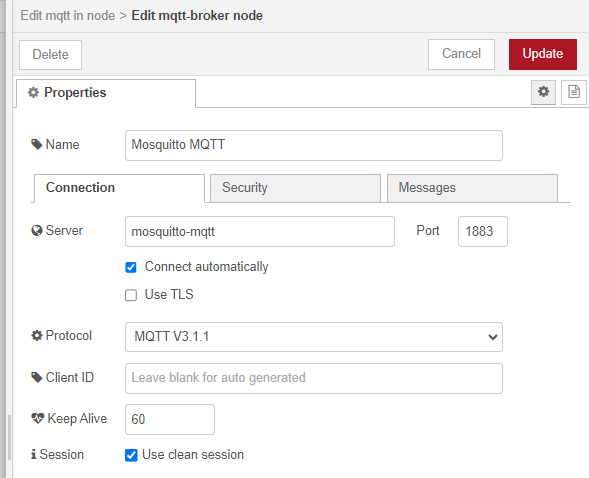 Edit mqtt in node > Edit mqtt-broker node
Delete Cancel Update
Properties
Name Mosquitto MQTT
Connection Security Messages
Server mosquitto-mqtt Port 1883
Connect automatically
Use TLS
Protocol MQTT V3.1.1
Client ID Leave blank for auto generated
Keep Alive 60
Session Use clean session